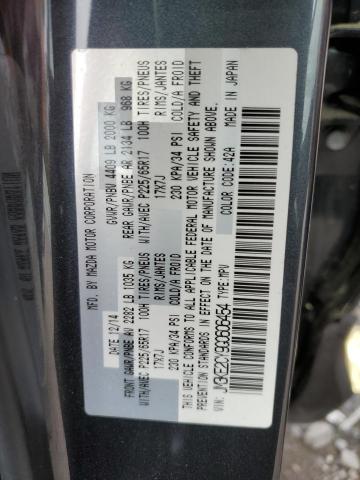 MFD. BY MAZDA MOTOR CORPORATION
DATE: 12/14 GVWR/PNBV 4409 LB 2000 KG
FRONT GAWR/PNBE AV 2282 LB 1035 KG REAR GAWR/PNBE AR 2134 LB 968 KG
WITH/AVEC P225/65R17 100H TIRES/PNEUS WITH/AVEC P225/65R17 100H TIRES/PNEUS
17X7J RIMS/JANTES 17X7J RIMS/JANTES
230 KPA/34 PSI COLD/A FROID 230 KPA/34 PSI COLD/A FROID
THIS VEHICLE CONFORMS TO ALL APPLICABLE FEDERAL MOTOR VEHICLE SAFETY AND THEFT
PREVENTION STANDARDS IN EFFECT ON THE DATE OF MANUFACTURE SHOWN ABOVE.
VIN: JM3KE2CY9G0606454 COLOR CODE: 42A
TYPE: MPV MADE IN JAPAN